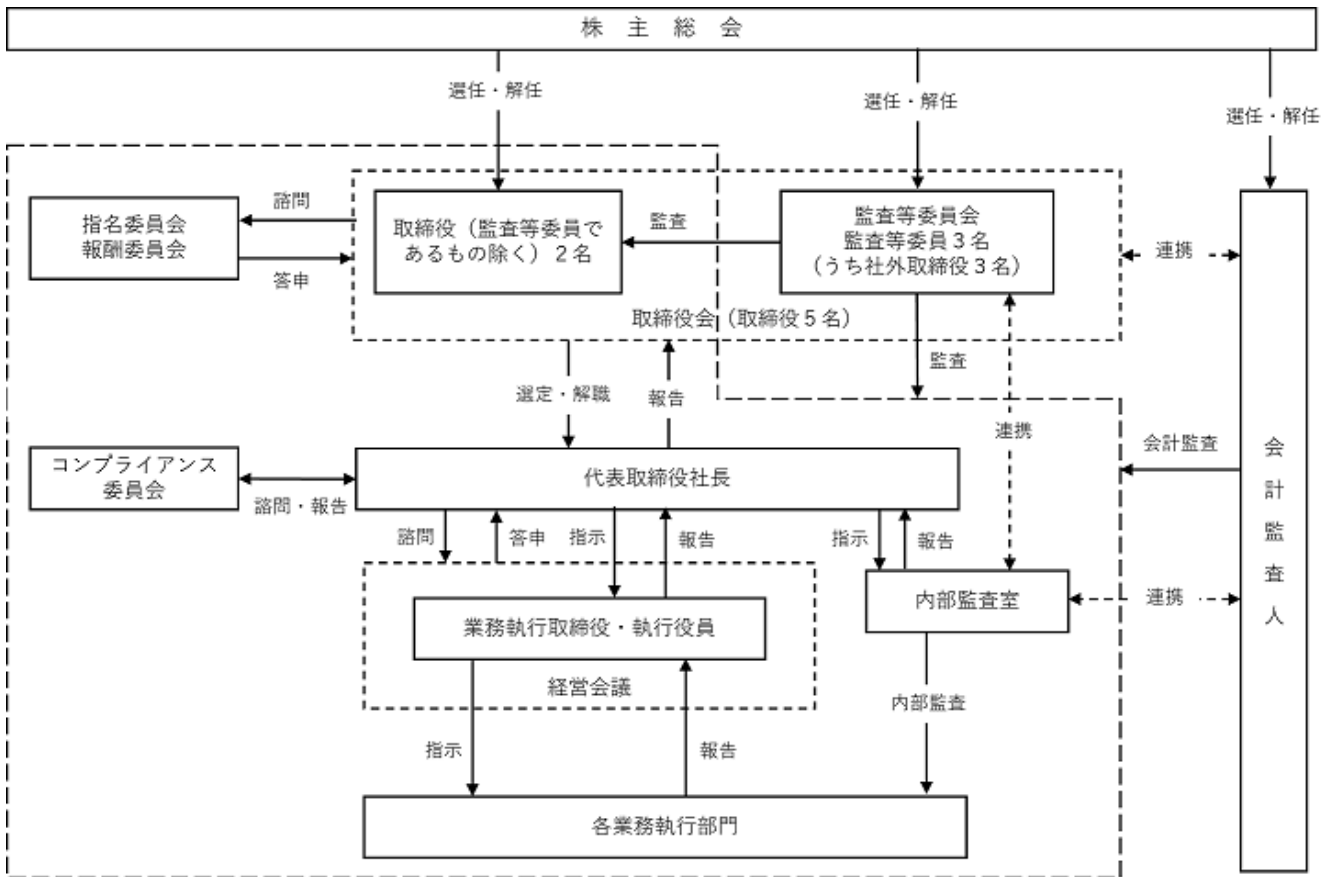 株 主 総 会
選任・解任
選任・解任
選任・解任
指名委員会
報酬委員会
諮問
答申
取締役（監査等委員で
あるもの除く）２名
監査
監査等委員会
監査等委員３名
（うち社外取締役３名）
連携
取締役会（取締役５名）
選定・解職
報告
監査
連携
会計監査
会計監査人
コンプライアンス
委員会
諮問・報告
代表取締役社長
諮問
答申
指示
報告
指示
報告
業務執行取締役・執行役員
経営会議
内部監査室
連携
内部監査
指示
報告
各業務執行部門